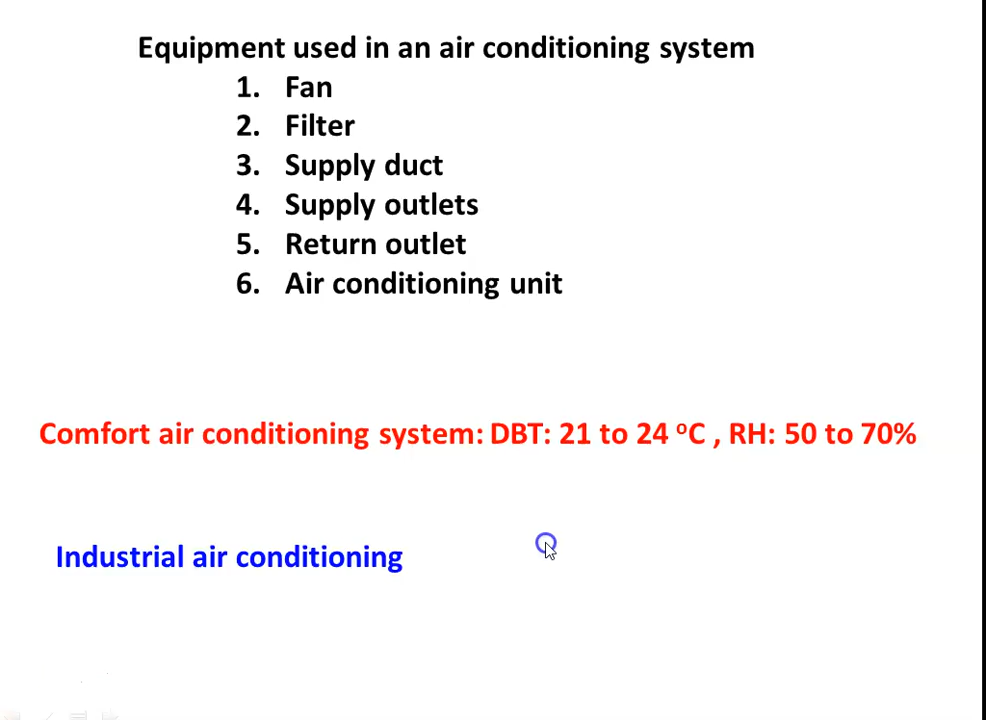 Equipment used in an air conditioning system
1. Fan
2. Filter
3. Supply duct
4. Supply outlets
5. Return outlet
6. Air conditioning unit
Comfort air conditioning system: DBT: 21 to 24 ºC , RH: 50 to 70%
Industrial air conditioning